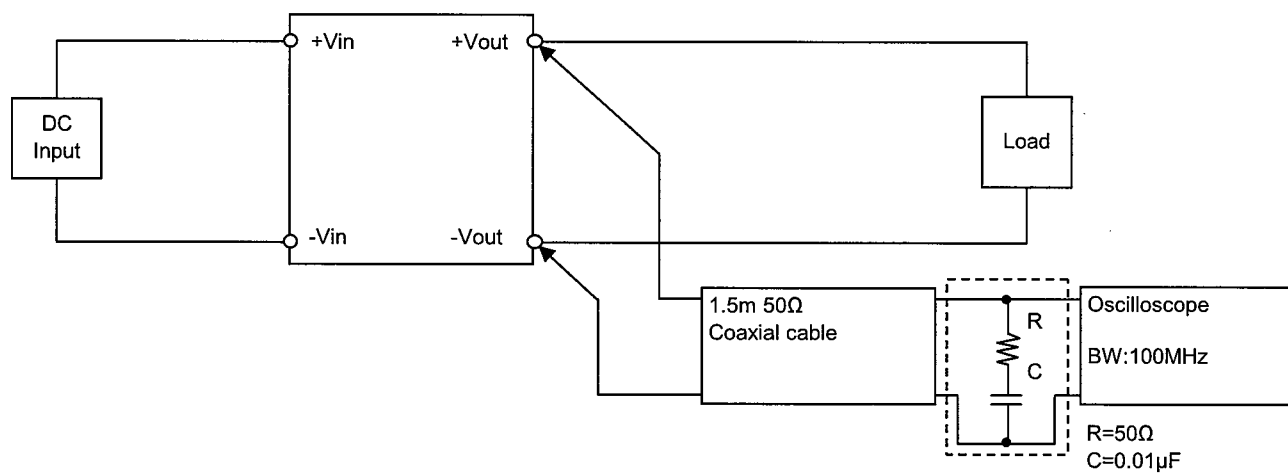 +Vin
+Vout
DC
Input
Load
-Vin
-Vout
1.5m 50Ω
Coaxial cable
R
C
Oscilloscope
BW:100MHz
R=50Ω
C=0.01µF